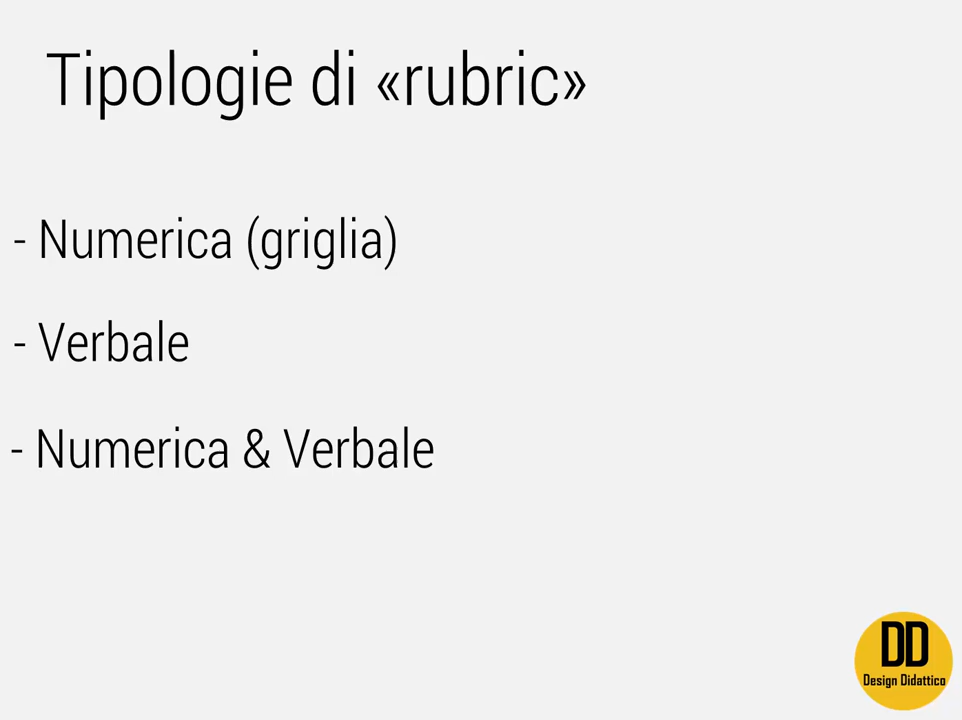 Tipologie di «rubric»
- Numerica (griglia)
- Verbale
- Numerica & Verbale
DD
Design Didattico